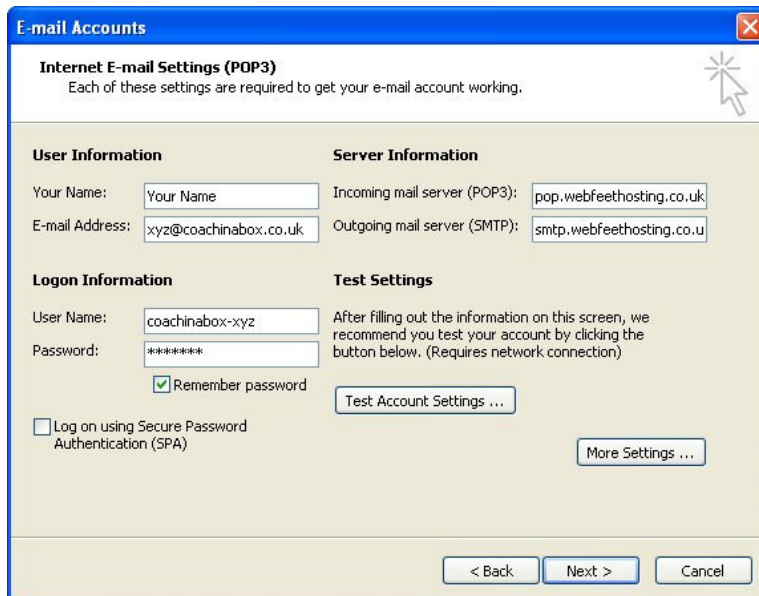 E-mail Accounts
Internet E-mail Settings (POP3)
Each of these settings are required to get your e-mail account working.
User Information
Your Name: Your Name
E-mail Address: xyz@coachinabox.co.uk
Server Information
Incoming mail server (POP3): pop.webfeethosting.co.uk
Outgoing mail server (SMTP): smtp.webfeethosting.co.u
Logon Information
User Name: coachinabox-xyz
Password: *******
Remember password
Log on using Secure Password
Authentication (SPA)
Test Settings
After filling out the information on this screen, we
recommend you test your account by clicking the
button below. (Requires network connection)
Test Account Settings ...
More Settings ...
< Back
Next >
Cancel